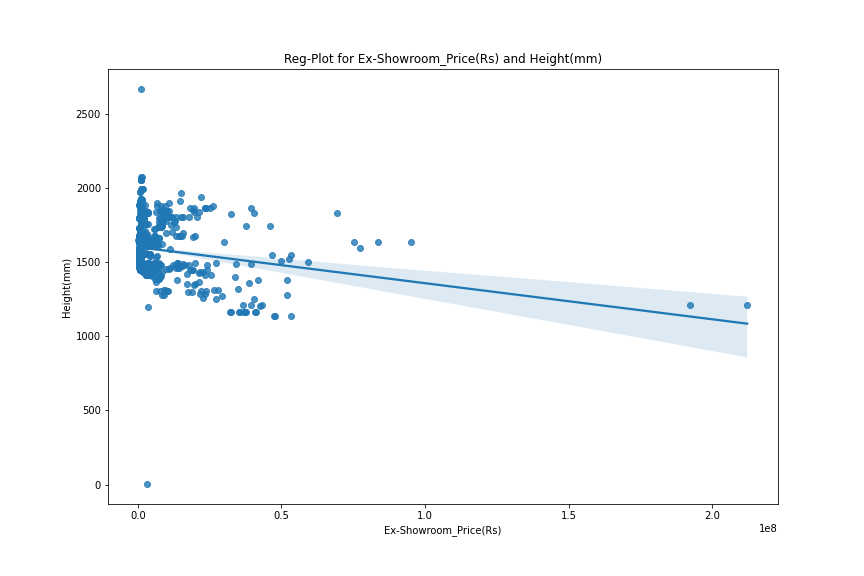 Reg-Plot for Ex-Showroom_Price(Rs) and Height(mm)
2500
2000
1500
1000
500
0
Height(mm)
0.0 0.5 1.0 1.5 2.0
1e8
Ex-Showroom_Price(Rs)